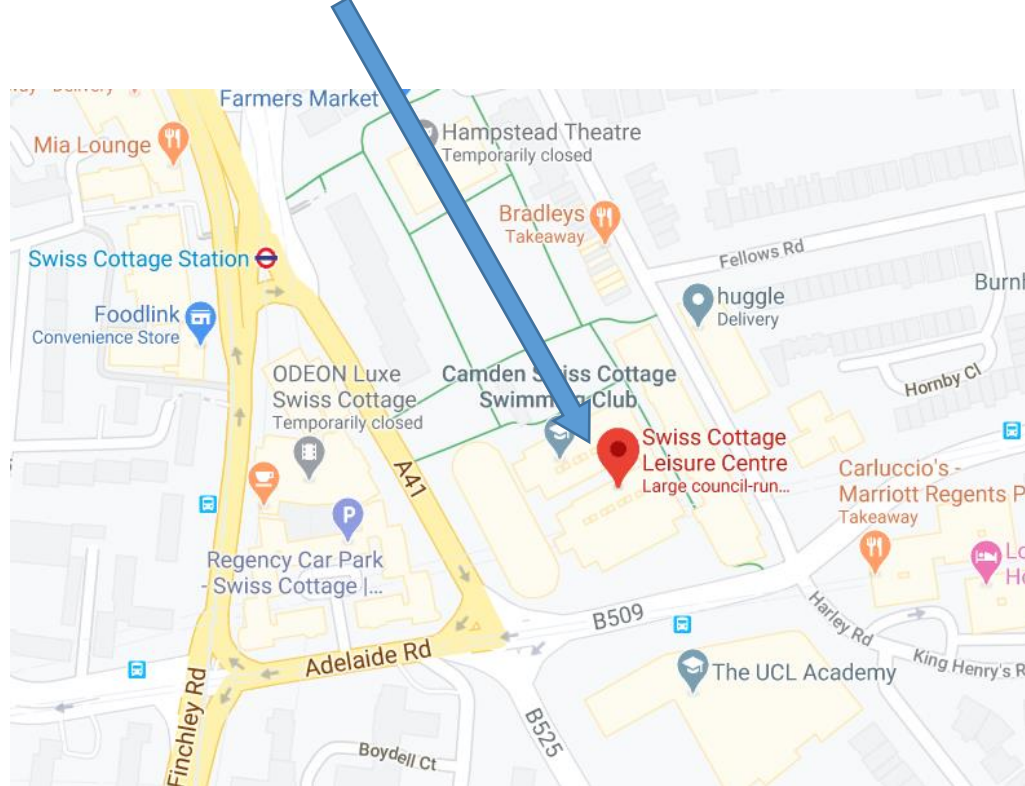 Farmers Market
Mia Lounge
Hampstead Theatre
Temporarily closed
Bradleys
Takeaway
Swiss Cottage Station
Fellows Rd
Foodlink
Convenience Store
huggle
Delivery
Burnh
ODEON Luxe
Swiss Cottage
Temporarily closed
Camden Swiss Cottage
Swimming Club
Hornby Cl
A41
Swiss Cottage
Leisure Centre
Large council-run...
Carluccio's -
Marriott Regents P
Takeaway
P
Regency Car Park
- Swiss Cottage |...
Lo
Ho
B509
Harley Rd
Adelaide Rd
The UCL Academy
King Henry's R
Finchley Rd
B525
Boydell Ct